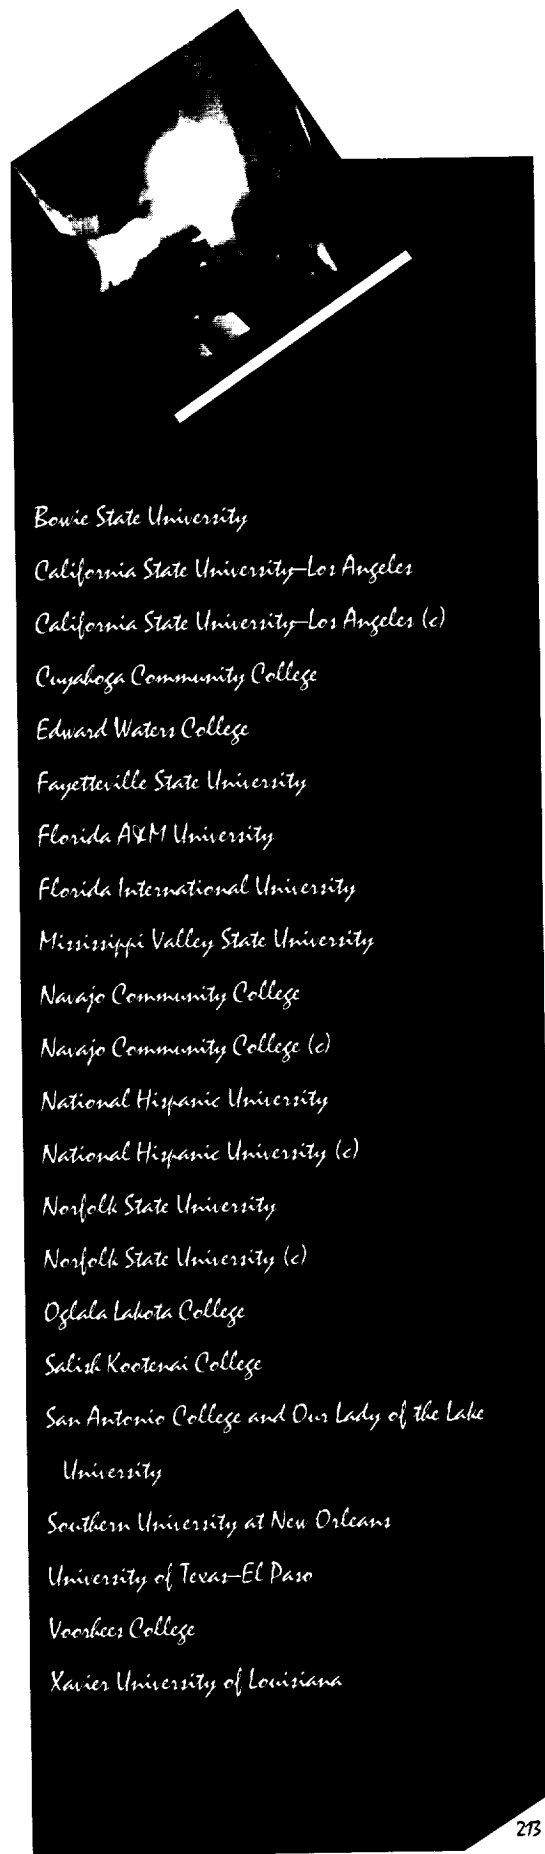 Bowie State University
California State University–Los Angeles
California State University–Los Angeles (c)
Cuyahoga Community College
Edward Waters College
Fayetteville State University
Florida A&M University
Florida International University
Mississippi Valley State University
Navajo Community College
Navajo Community College (c)
National Hispanic University
National Hispanic University (c)
Norfolk State University
Norfolk State University (c)
Oglala Lakota College
Salish Kootenai College
San Antonio College and Our Lady of the Lake
University
Southern University at New Orleans
University of Texas–El Paso
Voorhees College
Xavier University of Louisiana
213